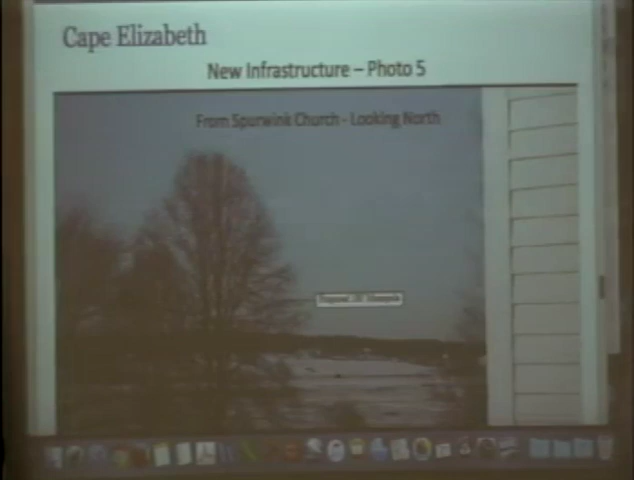 Cape Elizabeth
New Infrastructure – Photo 5
From Spurwink Church - Looking North